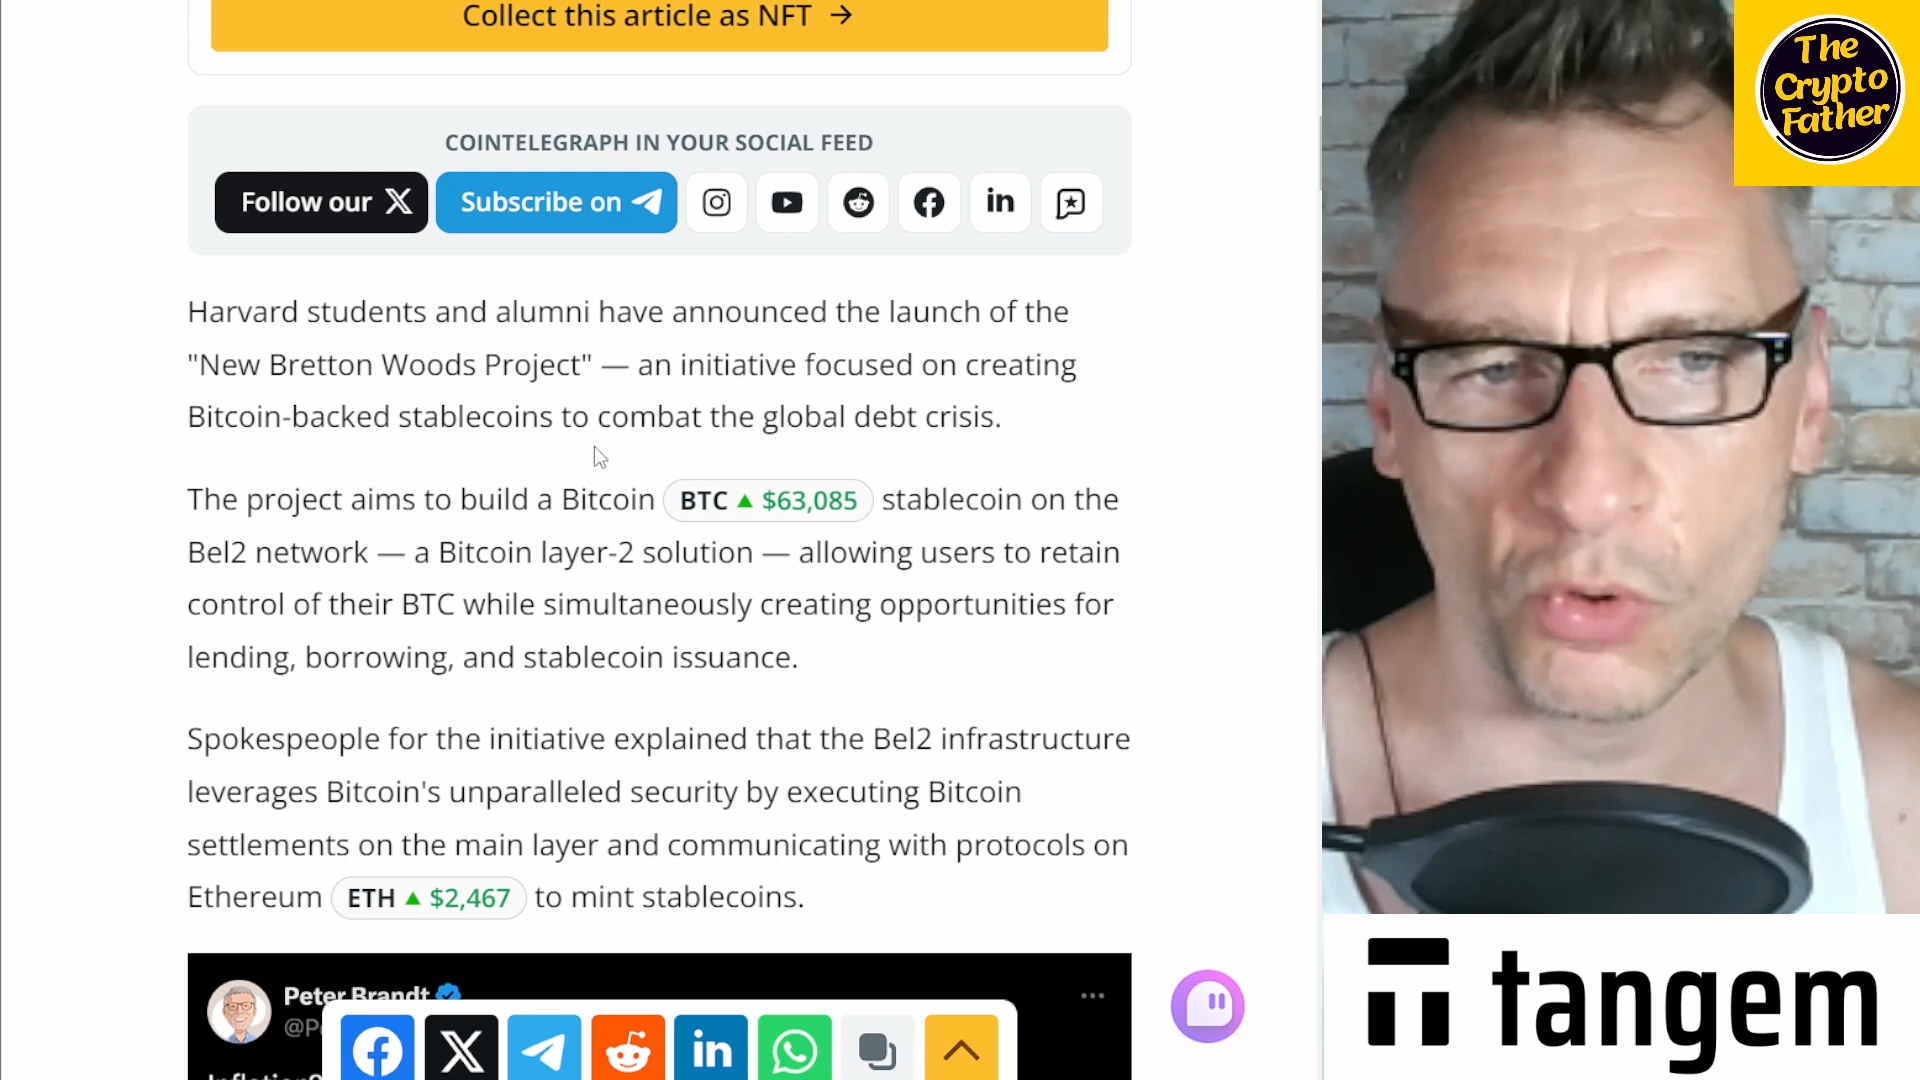 Collect this article as NFT →
The
Crypto
Father
COINTELEGRAPH IN YOUR SOCIAL FEED
Follow our X
Subscribe on
Harvard students and alumni have announced the launch of the
"New Bretton Woods Project" — an initiative focused on creating
Bitcoin-backed stablecoins to combat the global debt crisis.
The project aims to build a Bitcoin BTC ▲ $63,085 stablecoin on the
Bel2 network — a Bitcoin layer-2 solution — allowing users to retain
control of their BTC while simultaneously creating opportunities for
lending, borrowing, and stablecoin issuance.
Spokespeople for the initiative explained that the Bel2 infrastructure
leverages Bitcoin's unparalleled security by executing Bitcoin
settlements on the main layer and communicating with protocols on
Ethereum ETH ▲ $2,467 to mint stablecoins.
Peter Brandt
tangem